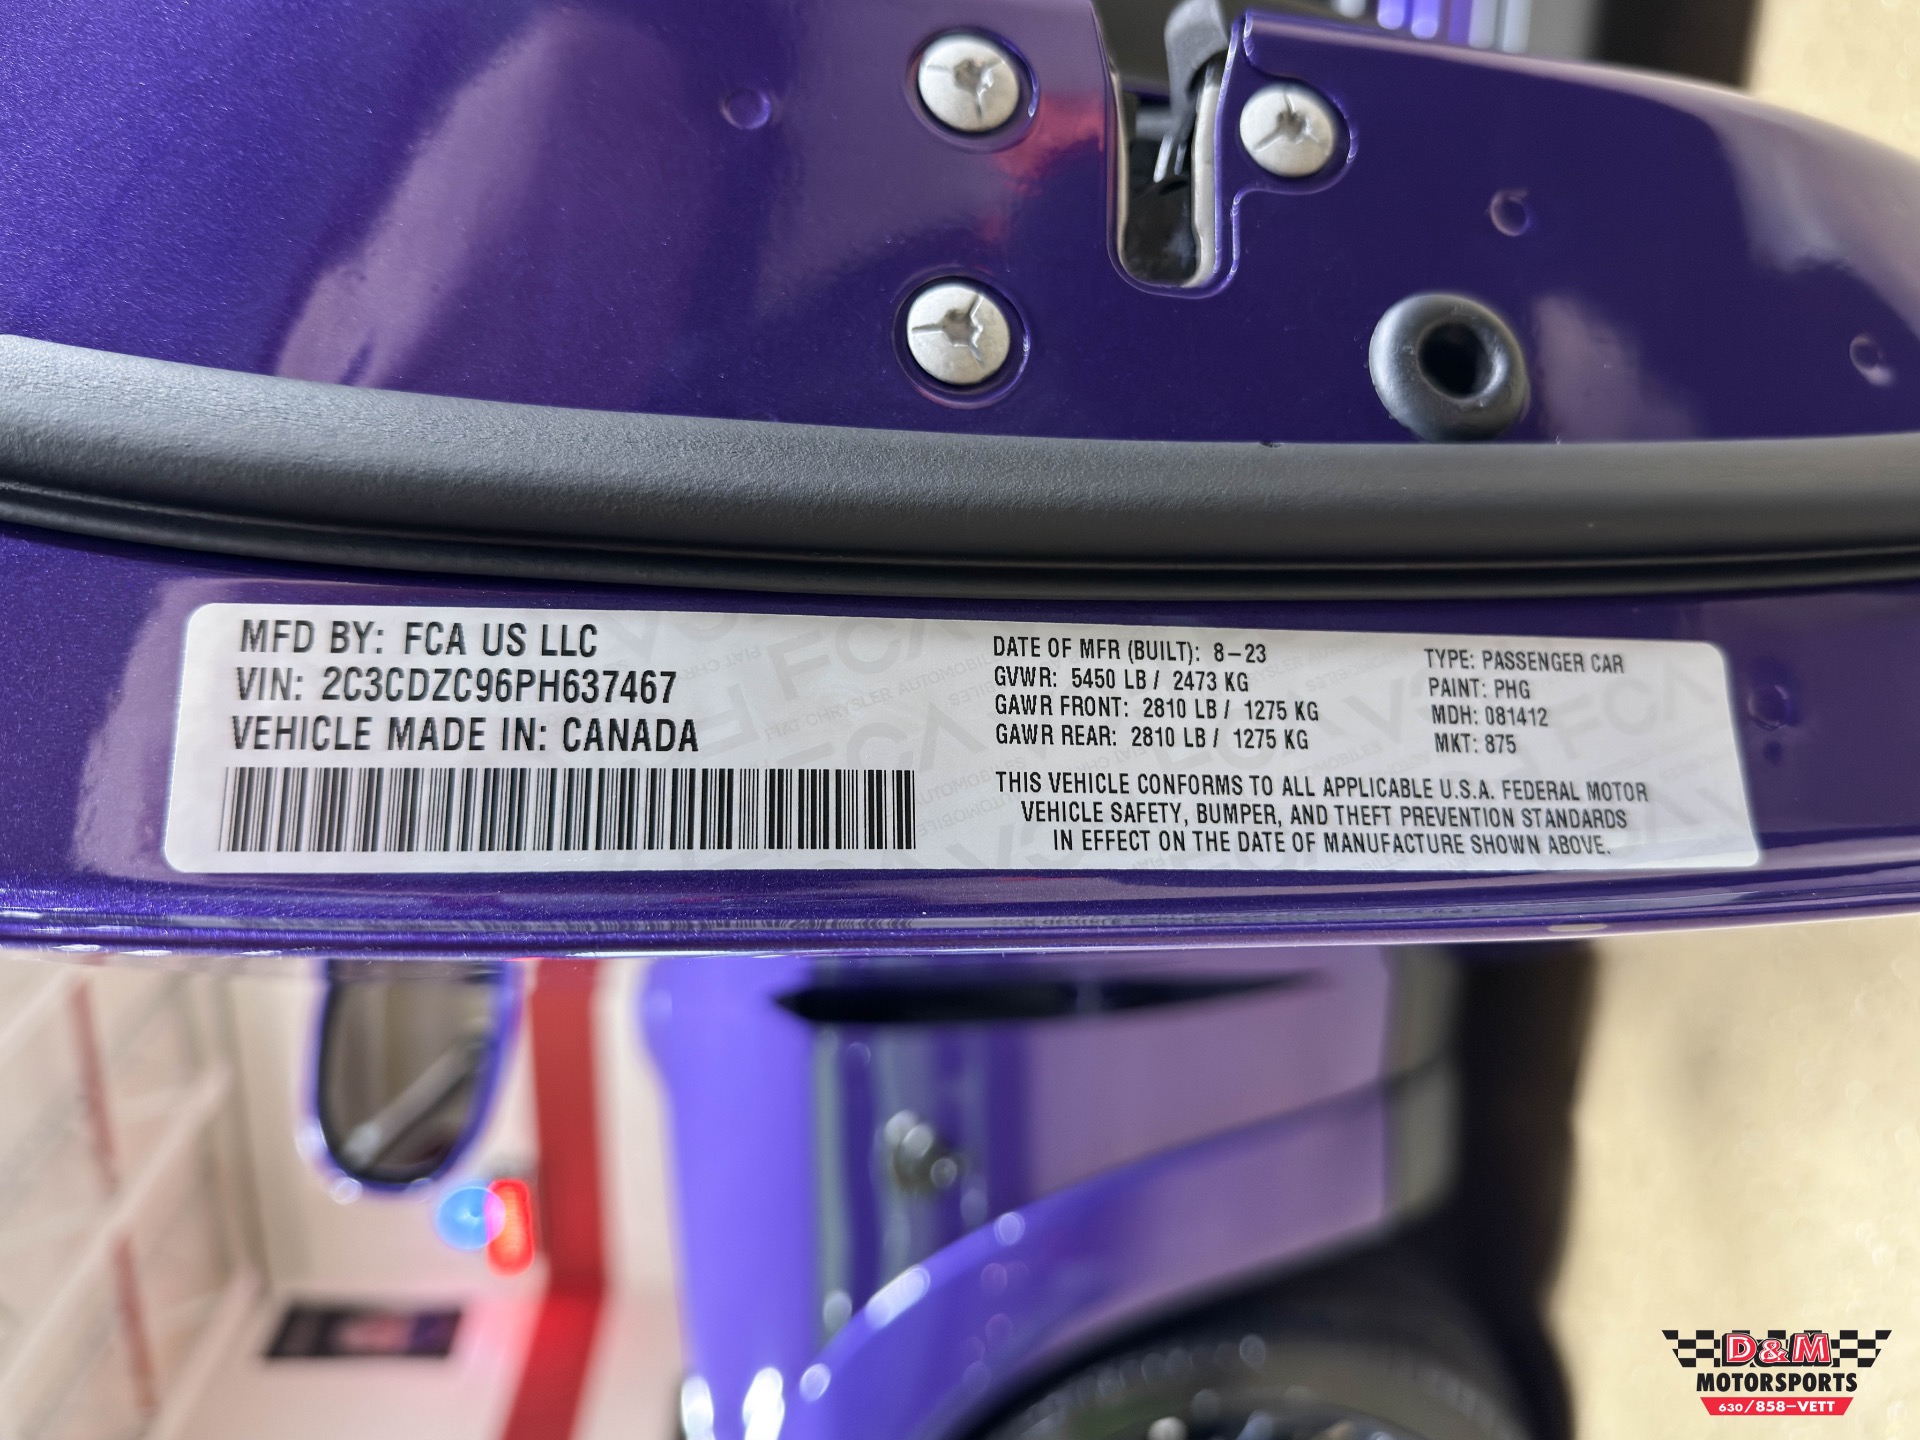 MFD BY: FCA US LLC
VIN: 2C3CDZC96PH637467
VEHICLE MADE IN: CANADA
DATE OF MFR (BUILT): 8-23
GVWR: 5450 LB / 2473 KG
GAWR FRONT: 2810 LB / 1275 KG
GAWR REAR: 2810 LB / 1275 KG
TYPE: PASSENGER CAR
PAINT: PHG
MDH: 081412
MKT: 875
THIS VEHICLE CONFORMS TO ALL APPLICABLE U.S.A. FEDERAL MOTOR
VEHICLE SAFETY, BUMPER, AND THEFT PREVENTION STANDARDS
IN EFFECT ON THE DATE OF MANUFACTURE SHOWN ABOVE.
D&M
MOTORSPORTS
630/858-VETT